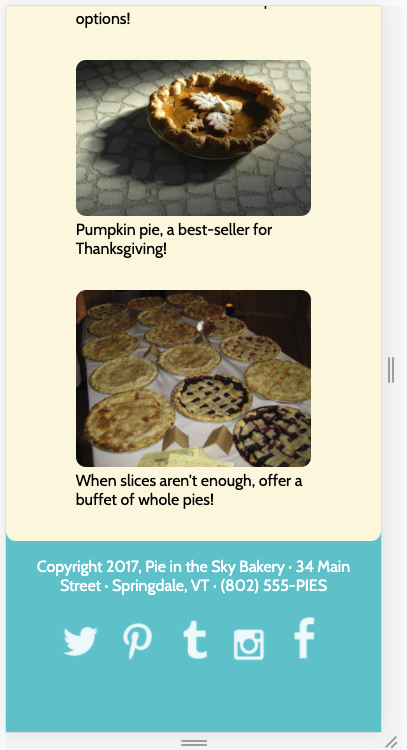 options!
Pumpkin pie, a best-seller for
Thanksgiving!
When slices aren't enough, offer a
buffet of whole pies!
Copyright 2017, Pie in the Sky Bakery · 34 Main
Street · Springdale, VT · (802) 555-PIES